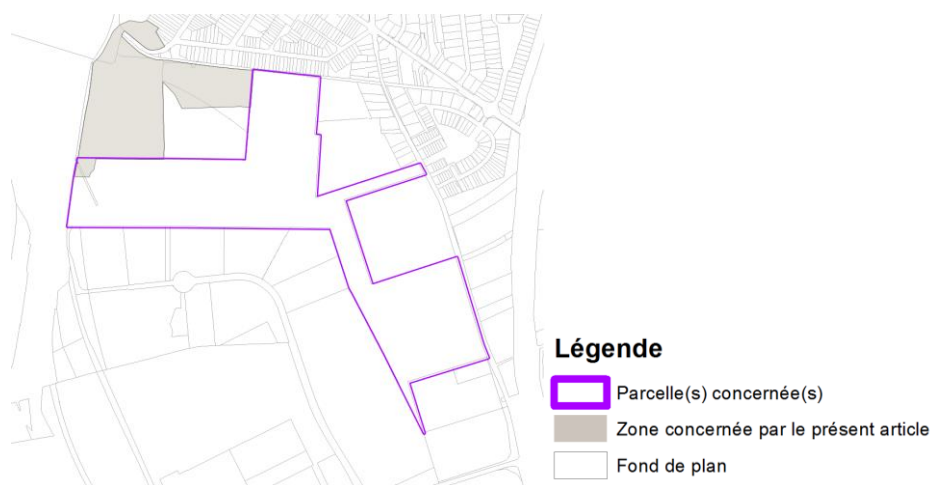 Légende
Parcelle(s) concernée(s)
Zone concernée par le présent article
Fond de plan